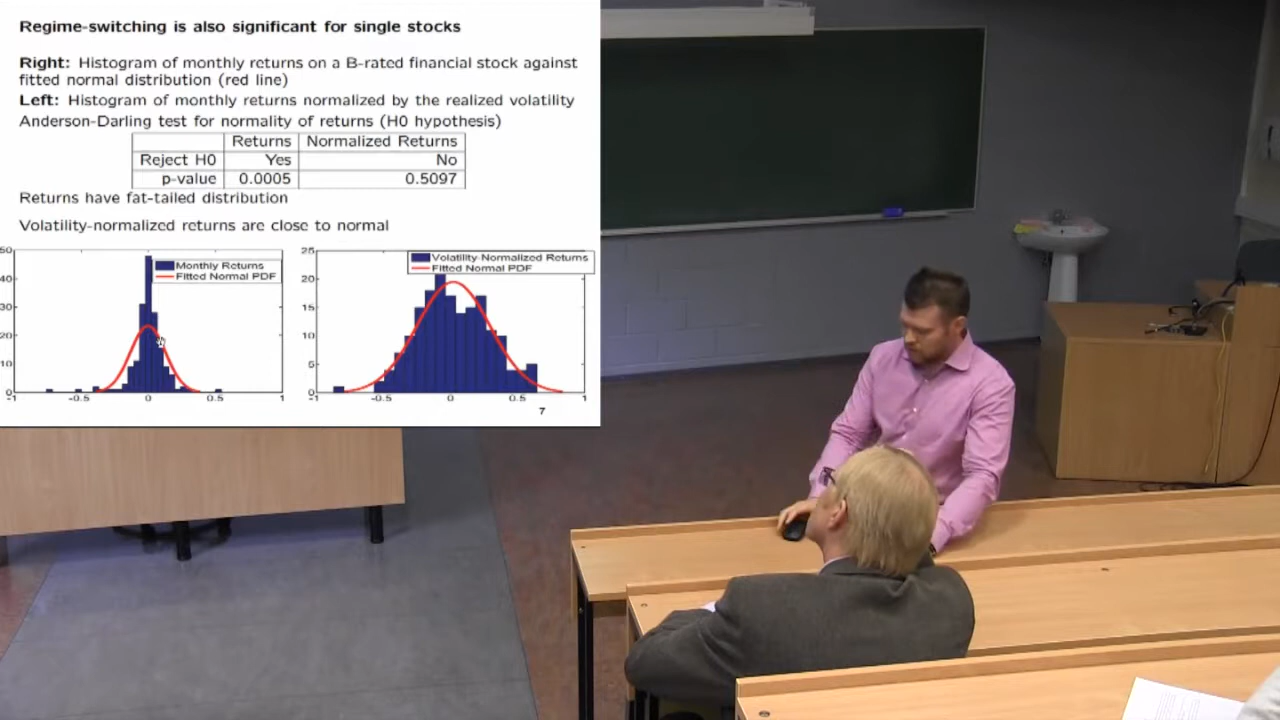 Regime-switching is also significant for single stocks
Right: Histogram of monthly returns on a B-rated financial stock against
fitted normal distribution (red line)
Left: Histogram of monthly returns normalized by the realized volatility
Anderson-Darling test for normality of returns (H0 hypothesis)
Returns Normalized Returns
Reject H0 Yes No
p-value 0.0005 0.5097
Returns have fat-tailed distribution
Volatility-normalized returns are close to normal
50
40
30
20
10
0
-1 -0.5 0 0.5 1
Monthly Returns
Fitted Normal PDF
25
20
15
10
5
0
-1 -0.5 0 0.5 1
Volatility-Normalized Returns
Fitted Normal PDF
7